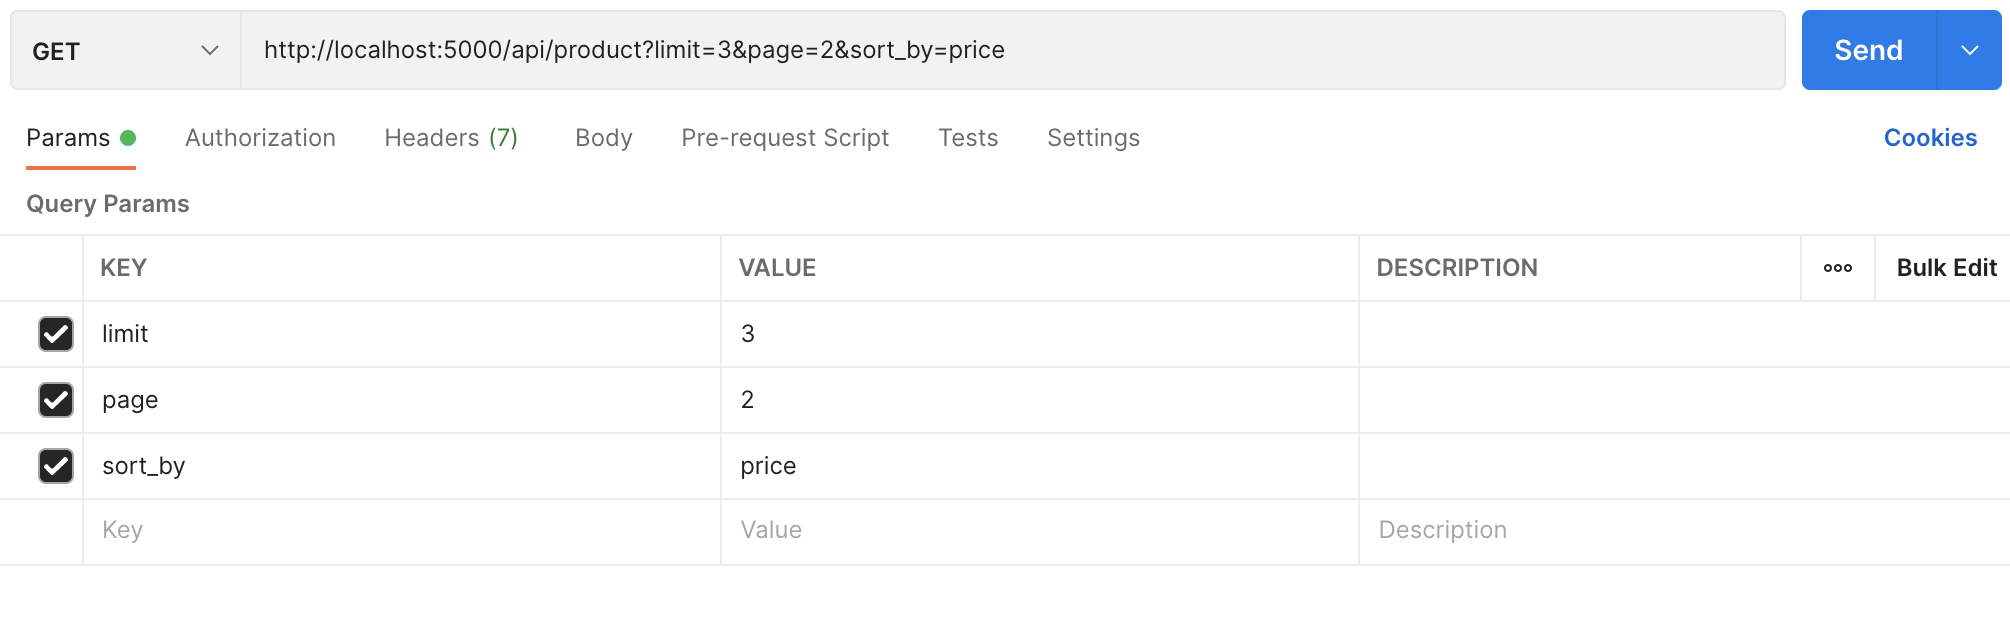 GET http://localhost:5000/api/product?limit=3&page=2&sort_by=price Send
Params Authorization Headers (7) Body Pre-request Script Tests Settings Cookies
Query Params
KEY VALUE DESCRIPTION ooo Bulk Edit
limit 3
page 2
sort_by price
Key Value Description